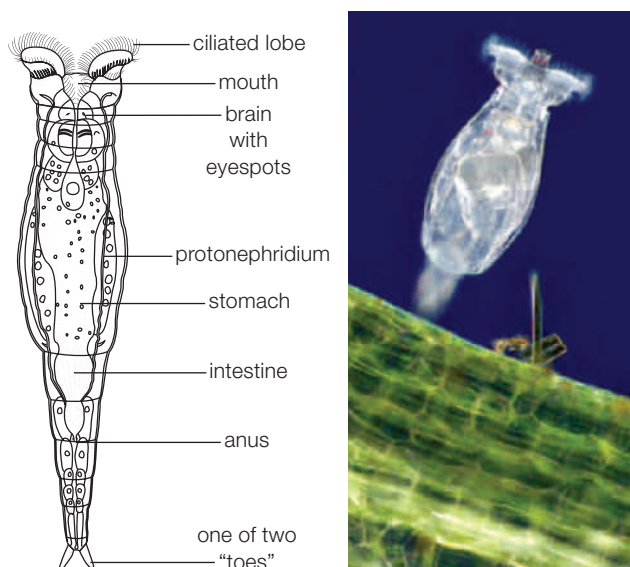 ciliated lobe
mouth
brain
with
eyespots
protonephridium
stomach
intestine
anus
one of two
“toes”